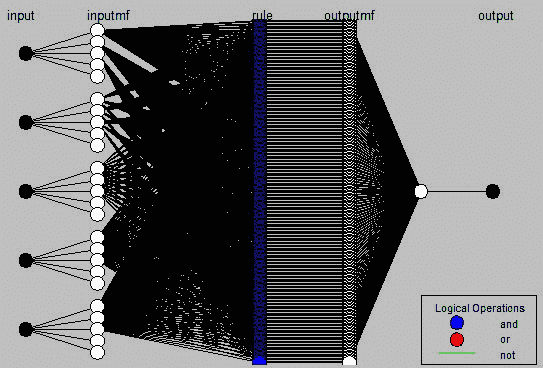 input inputmf rule outputmf output
Logical Operations
and
or
not